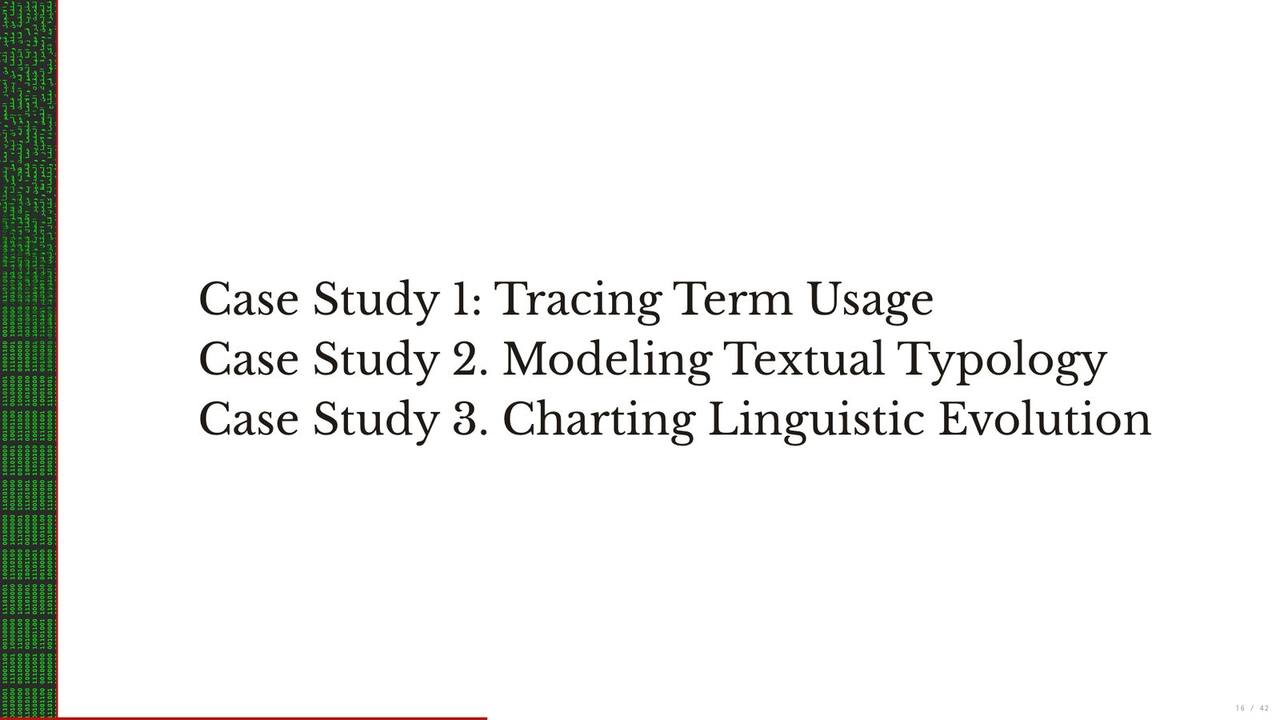 Case Study 1: Tracing Term Usage
Case Study 2. Modeling Textual Typology
Case Study 3. Charting Linguistic Evolution
16 / 42